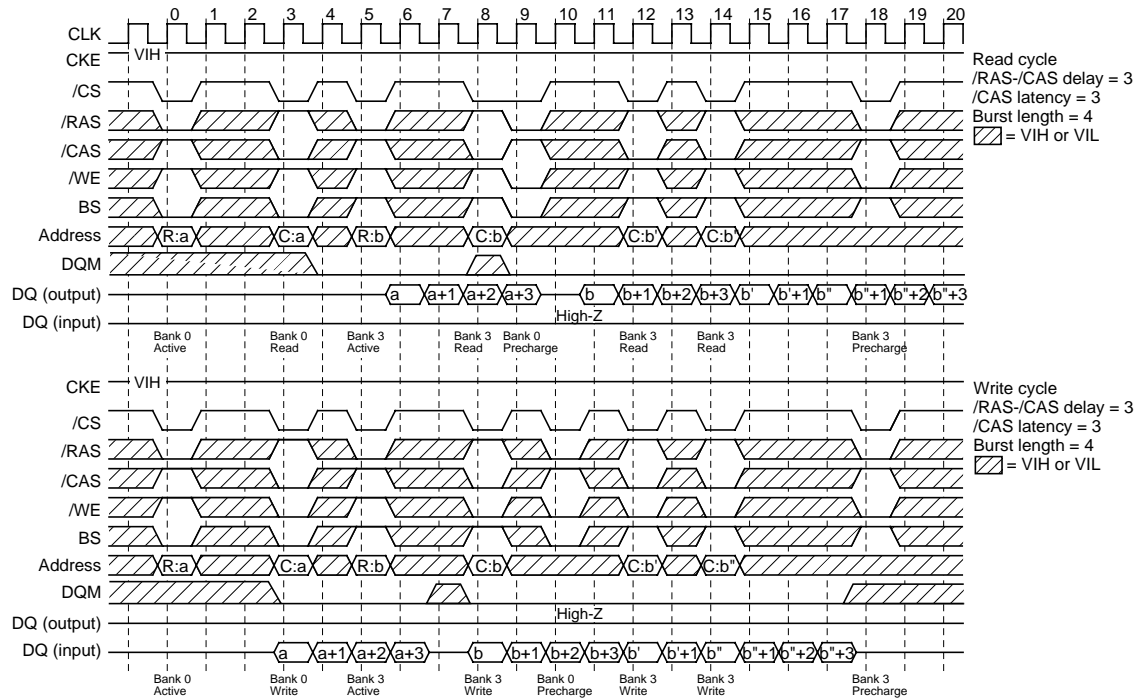 0 1 2 3 4 5 6 7 8 9 10 11 12 13 14 15 16 17 18 19 20
CLK
CKE VIH
/CS
/RAS
/CAS
/WE
BS
Address R:a C:a R:b C:b C:b' C:b"
DQM
DQ (output) a a+1 a+2 a+3 b b+1 b+2 b+3 b' b'+1 b" b"+1 b"+2 b"+3
DQ (input) High-Z
Bank 0 Active
Bank 0 Read
Bank 3 Active
Bank 3 Read
Bank 0 Precharge
Bank 3 Read
Bank 3 Read
Bank 3 Precharge
Read cycle
/RAS-/CAS delay = 3
/CAS latency = 3
Burst length = 4
= VIH or VIL
CKE VIH
/CS
/RAS
/CAS
/WE
BS
Address R:a C:a R:b C:b C:b' C:b"
DQM
High-Z
DQ (output)
DQ (input) a a+1 a+2 a+3 b b+1 b+2 b+3 b' b'+1 b" b"+1 b"+2 b"+3
Bank 0 Active
Bank 0 Write
Bank 3 Active
Bank 3 Write
Bank 0 Precharge
Bank 3 Write
Bank 3 Write
Bank 3 Precharge
Write cycle
/RAS-/CAS delay = 3
/CAS latency = 3
Burst length = 4
= VIH or VIL